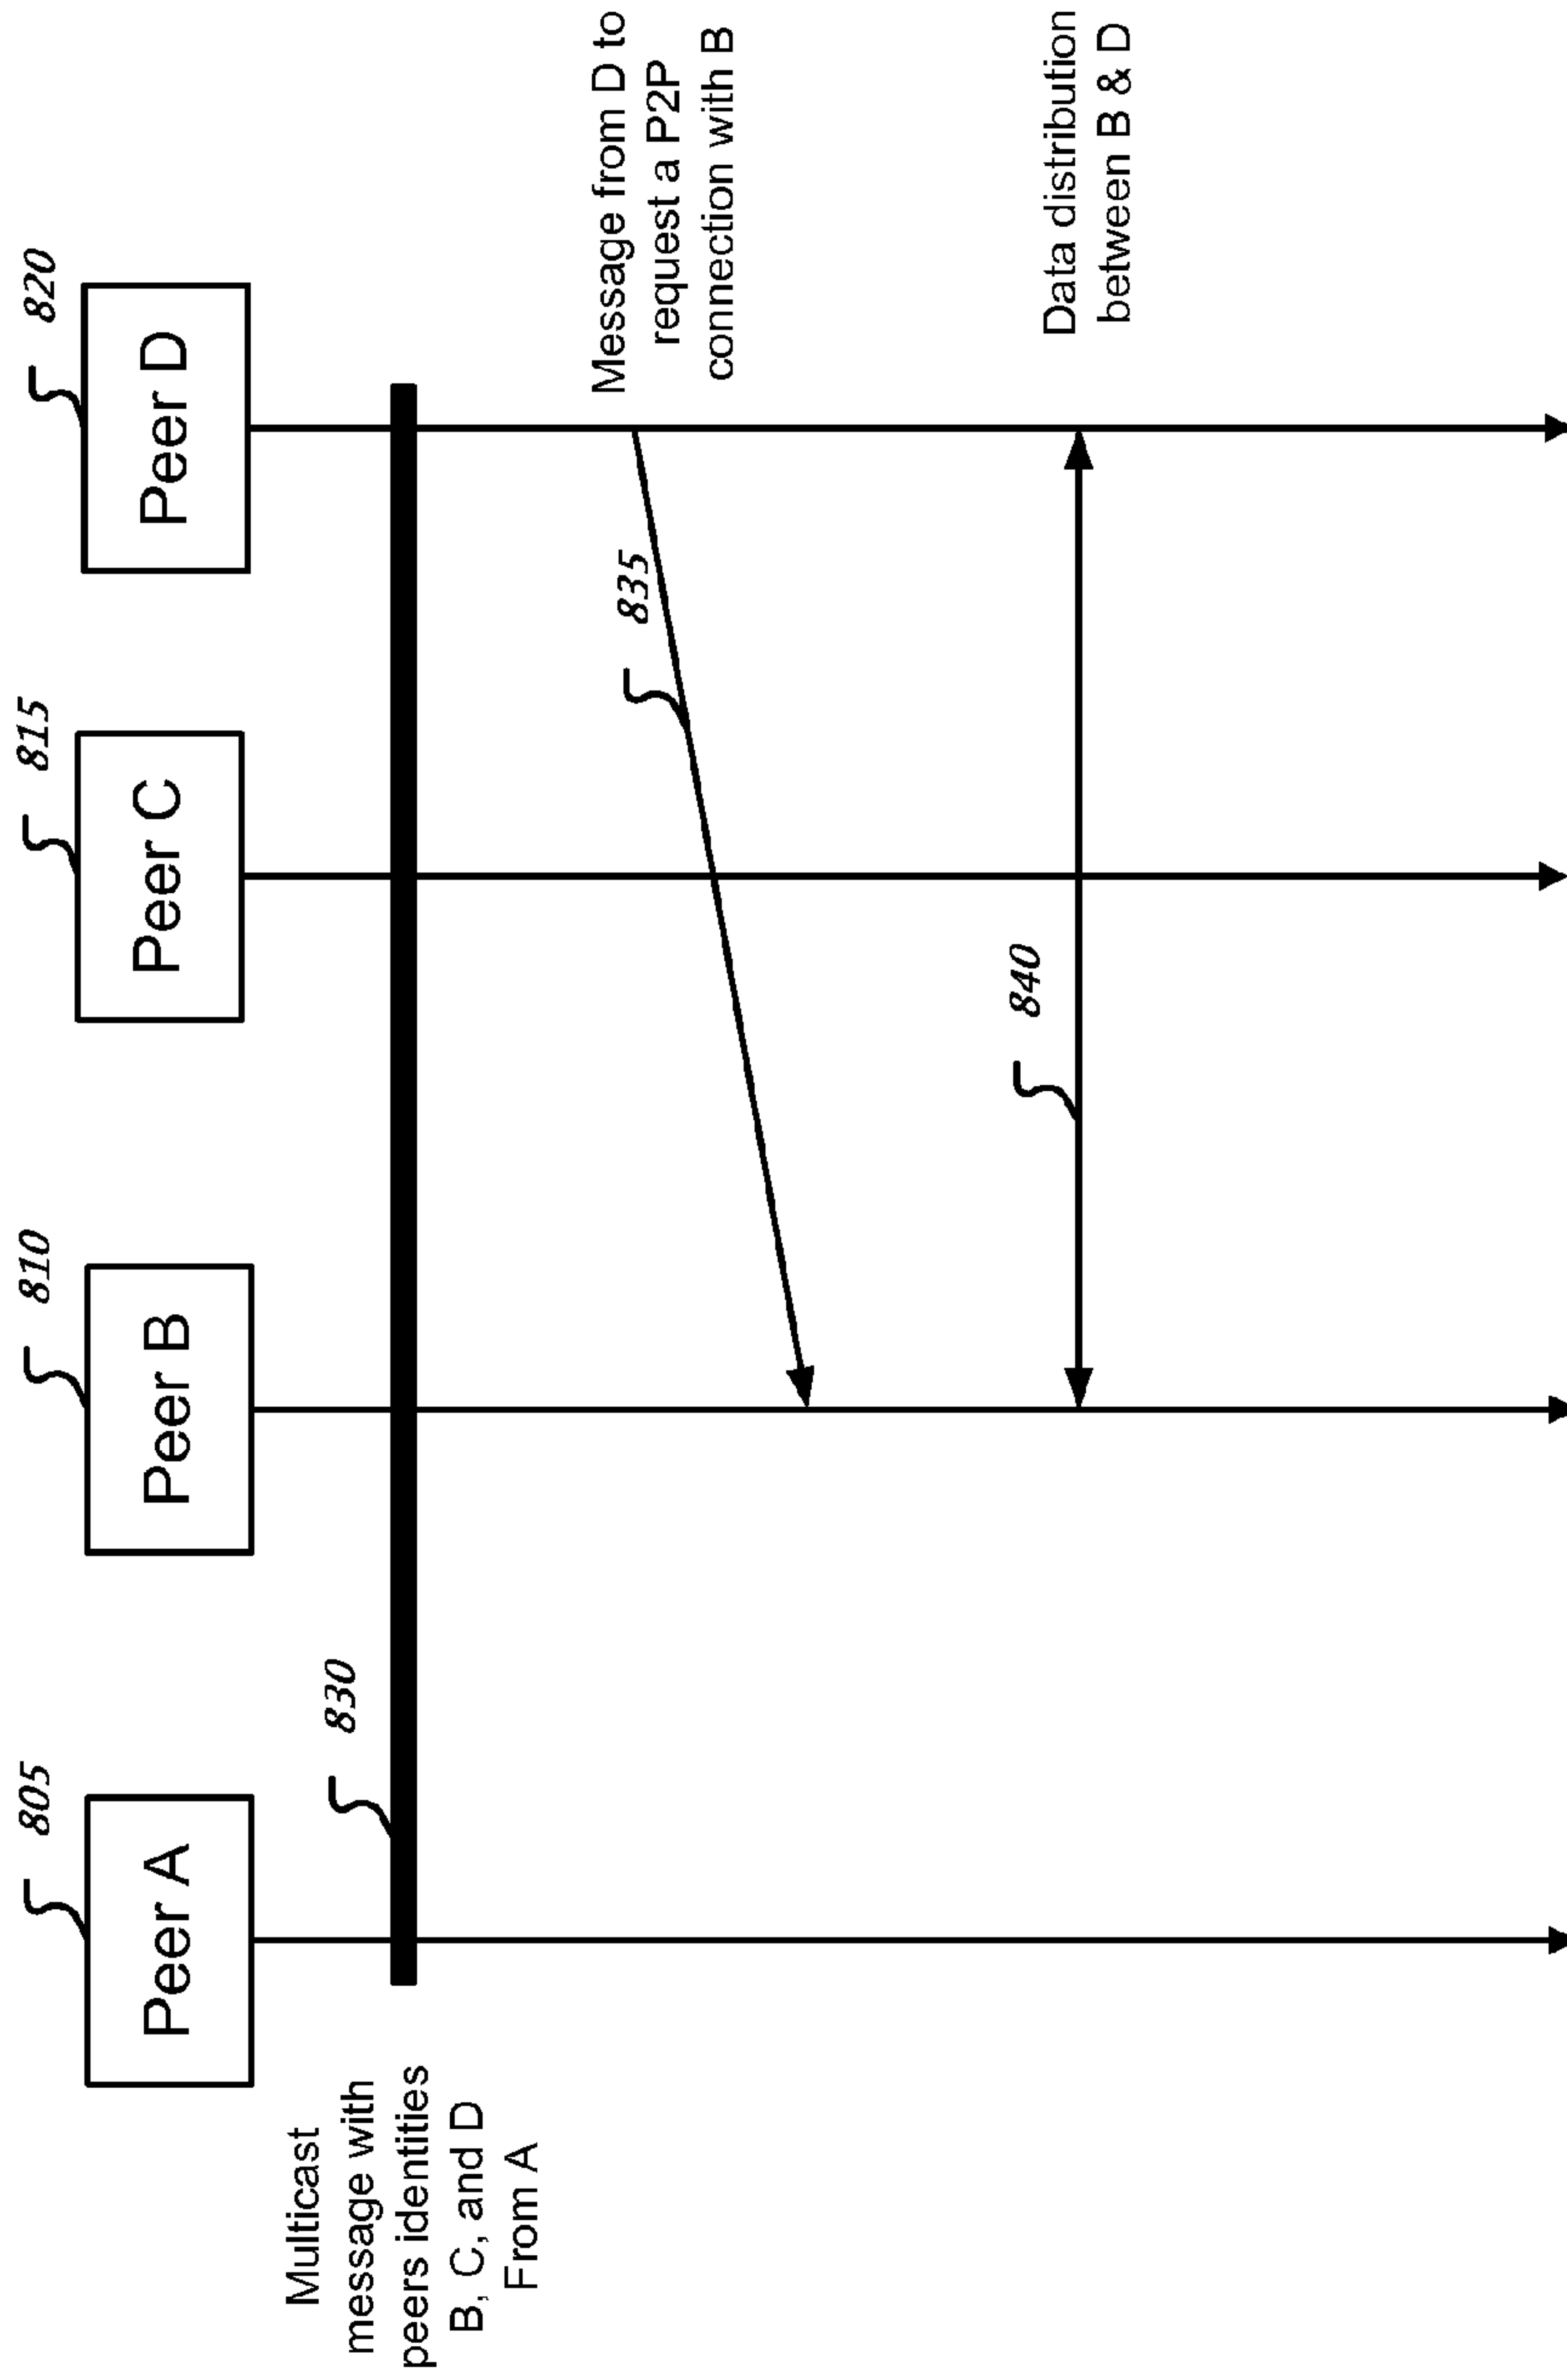 805
810
815
820
Peer A
Peer B
Peer C
Peer D
830
Multicast
message with
peers identities
B, C, and D
From A
835
Message from D to
request a P2P
connection with B
840
Data distribution
between B & D